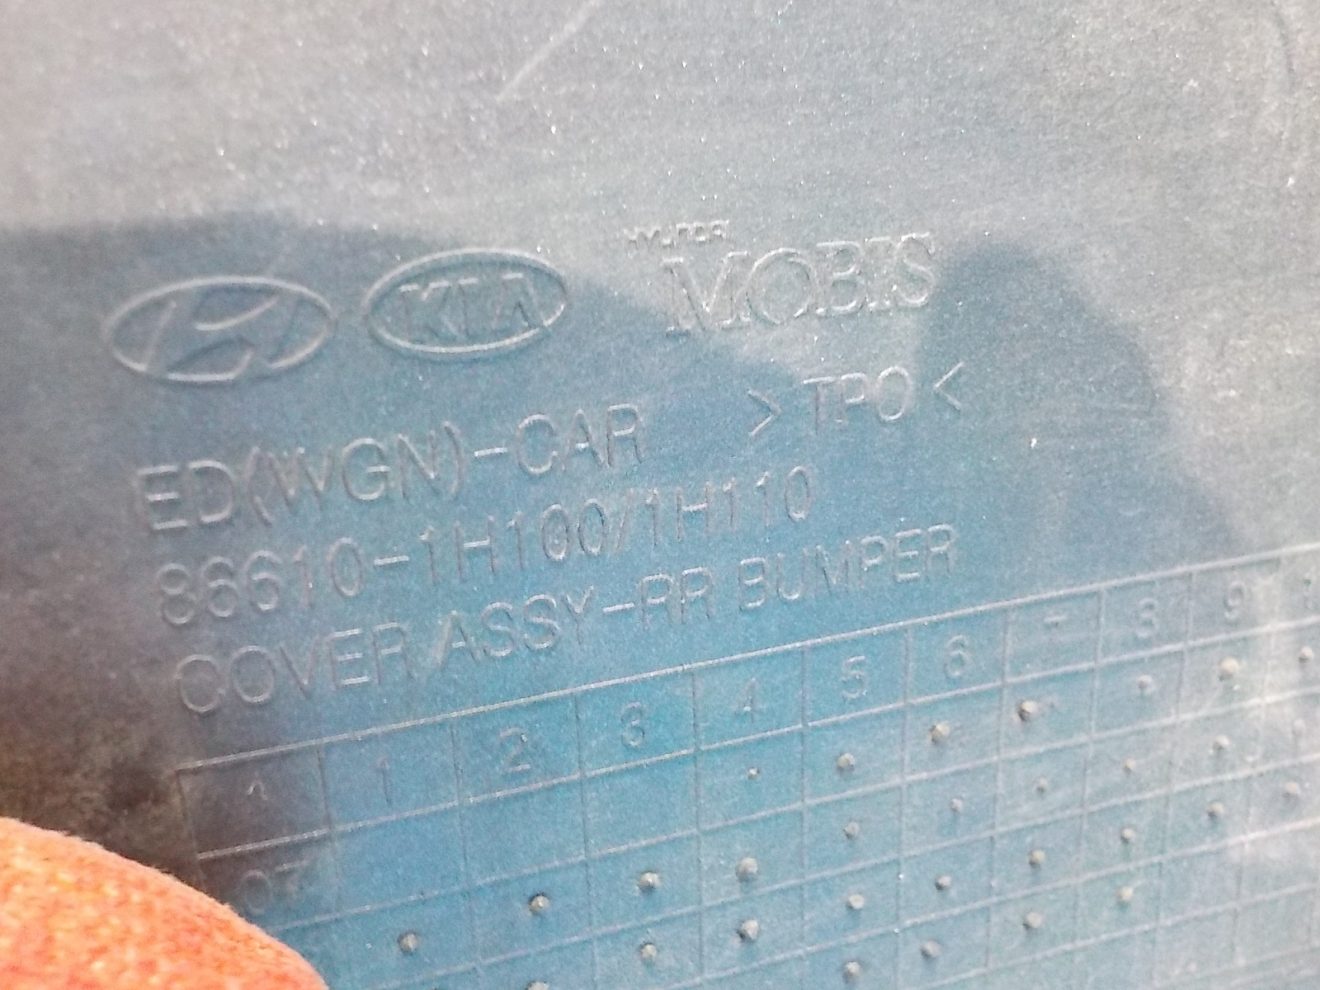 KIA
HYUNDAI
MOBIS
ED(WGN)-CAR >TPO<
86610-1H100/1H110
COVER ASSY-RR BUMPER
1 2 3 4 5 6 7 8 9
07